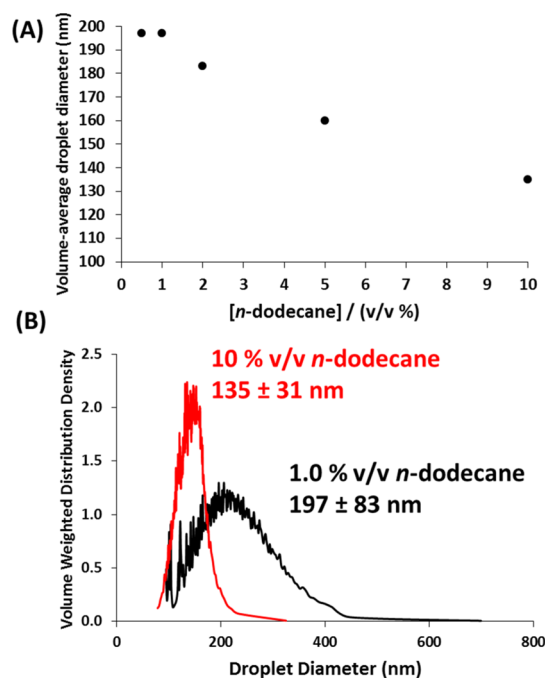 (A)
Volume-average droplet diameter (nm)
200
190
180
170
160
150
140
130
120
110
100
0 1 2 3 4 5 6 7 8 9 10
[n-dodecane] / (v/v %)
(B)
Volume Weighted Distribution Density
2.5
2.0
1.5
1.0
0.5
0.0
10 % v/v n-dodecane
135 ± 31 nm
1.0 % v/v n-dodecane
197 ± 83 nm
0 200 400 600 800
Droplet Diameter (nm)